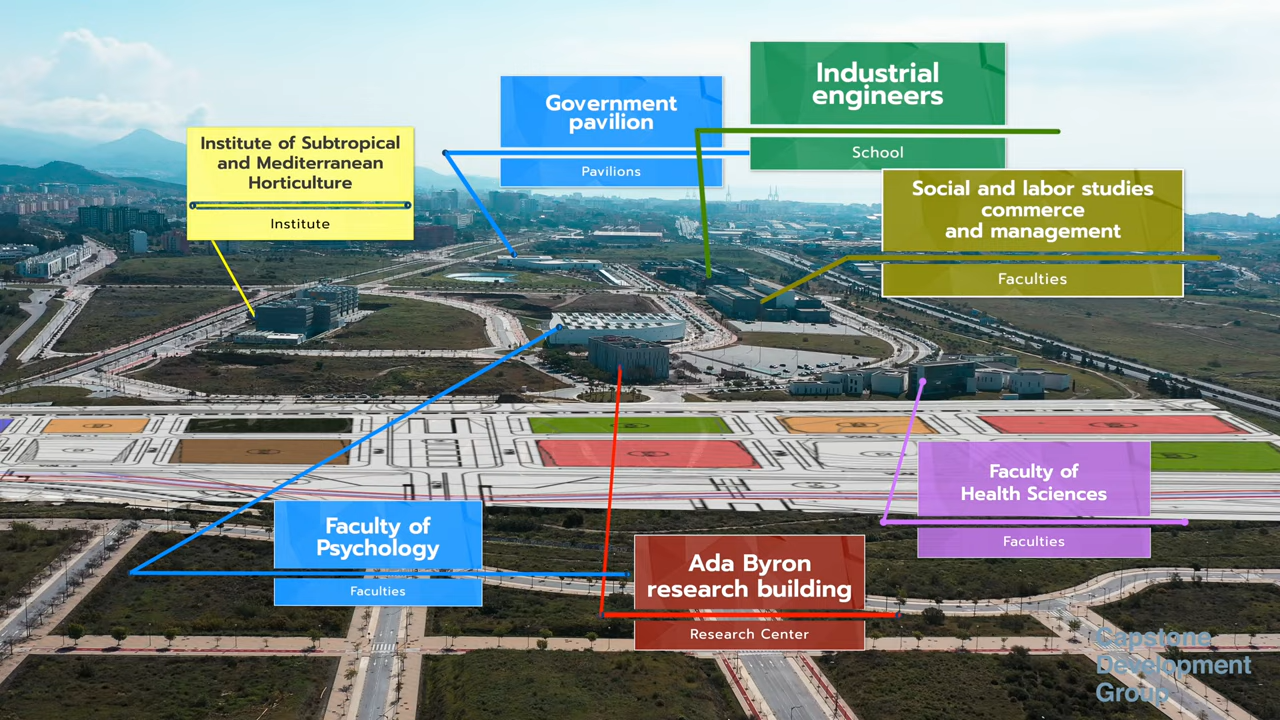 Industrial
engineers
School
Government
pavilion
Pavilions
Institute of Subtropical
and Mediterranean
Horticulture
Institute
Social and labor studies
commerce
and management
Faculties
Faculty of
Health Sciences
Faculties
Faculty of
Psychology
Faculties
Ada Byron
research building
Research Center
Capstone
Development
Group